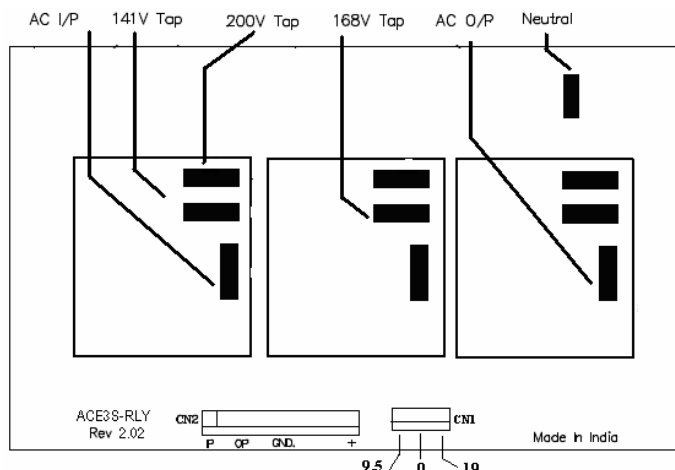 AC I/P 141V Tap 200V Tap 168V Tap AC O/P Neutral
ACE3S-RLY
Rev 2.02
CN2
IP OP GND. +
CN1
9.5 0 19
Made In India